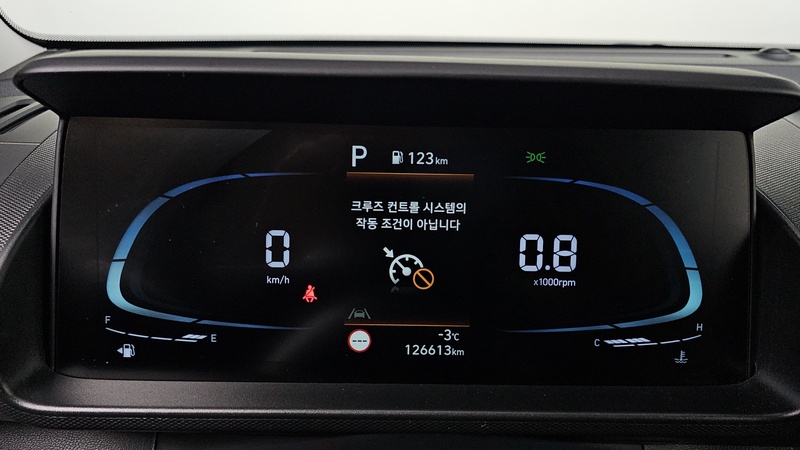 P 123km
크루즈 컨트롤 시스템의
작동 조건이 아닙니다
0
km/h
0.8
x1000rpm
F
E
C
H
---
-3°C
126613km